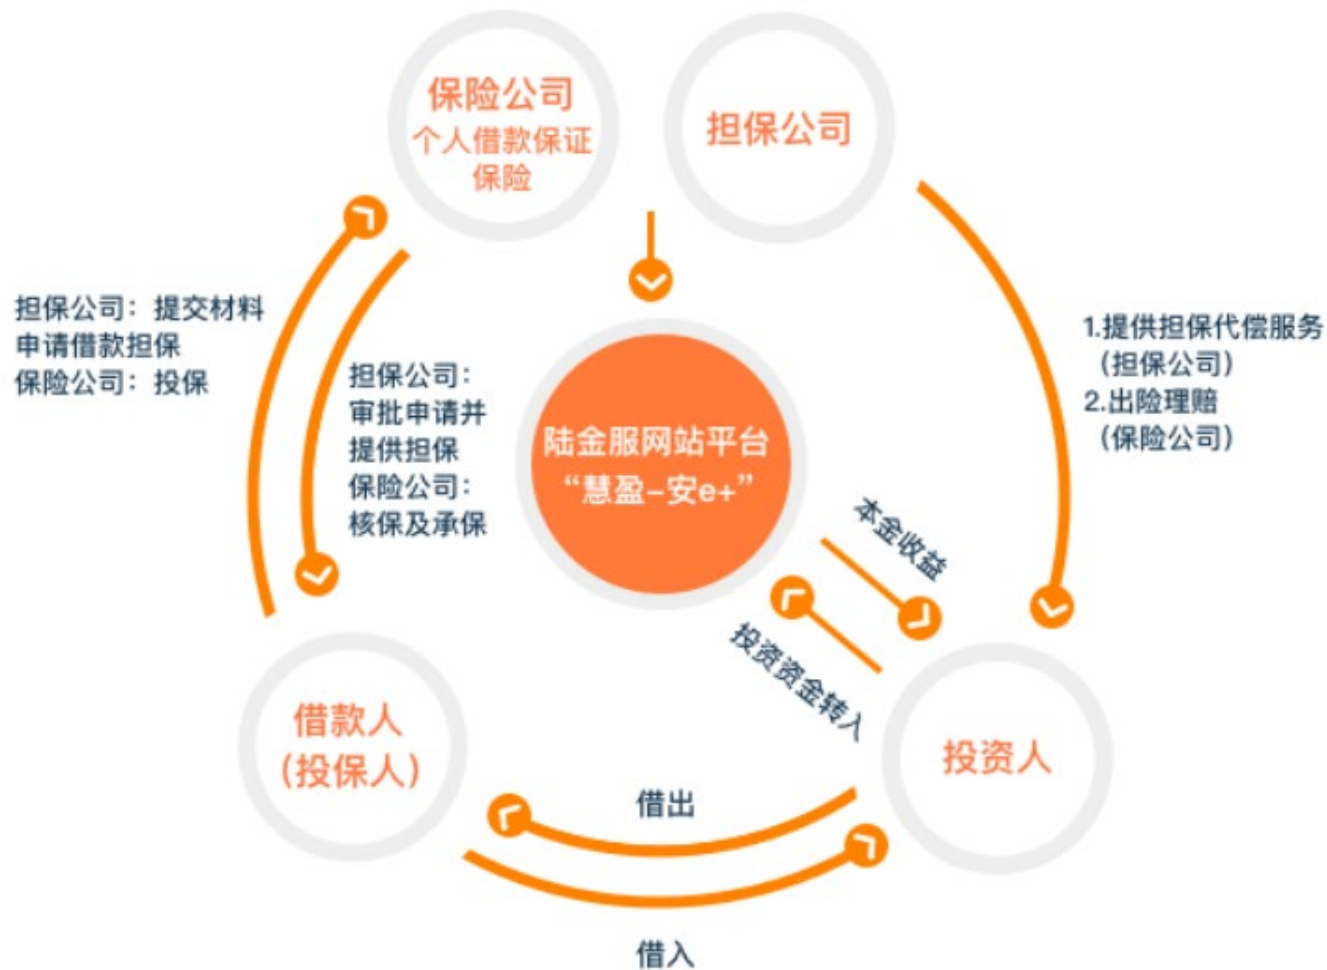 保险公司
个人借款保证
保险
担保公司
担保公司：提交材料
申请借款担保
保险公司：投保
担保公司：
审批申请并
提供担保
保险公司：
核保及承保
1.提供担保代偿服务
（担保公司）
2.出险理赔
（保险公司）
陆金服网站平台
“慧盈-安e+”
本金收益
投资资金转入
借款人
(投保人)
投资人
借出
借入